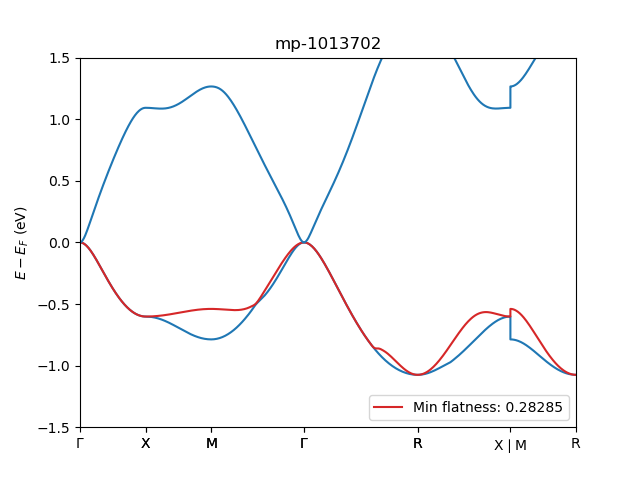 mp-1013702
E − E_F (eV)
1.5
1.0
0.5
0.0
−0.5
−1.0
−1.5
Min flatness: 0.28285
Γ X M Γ R X | M R